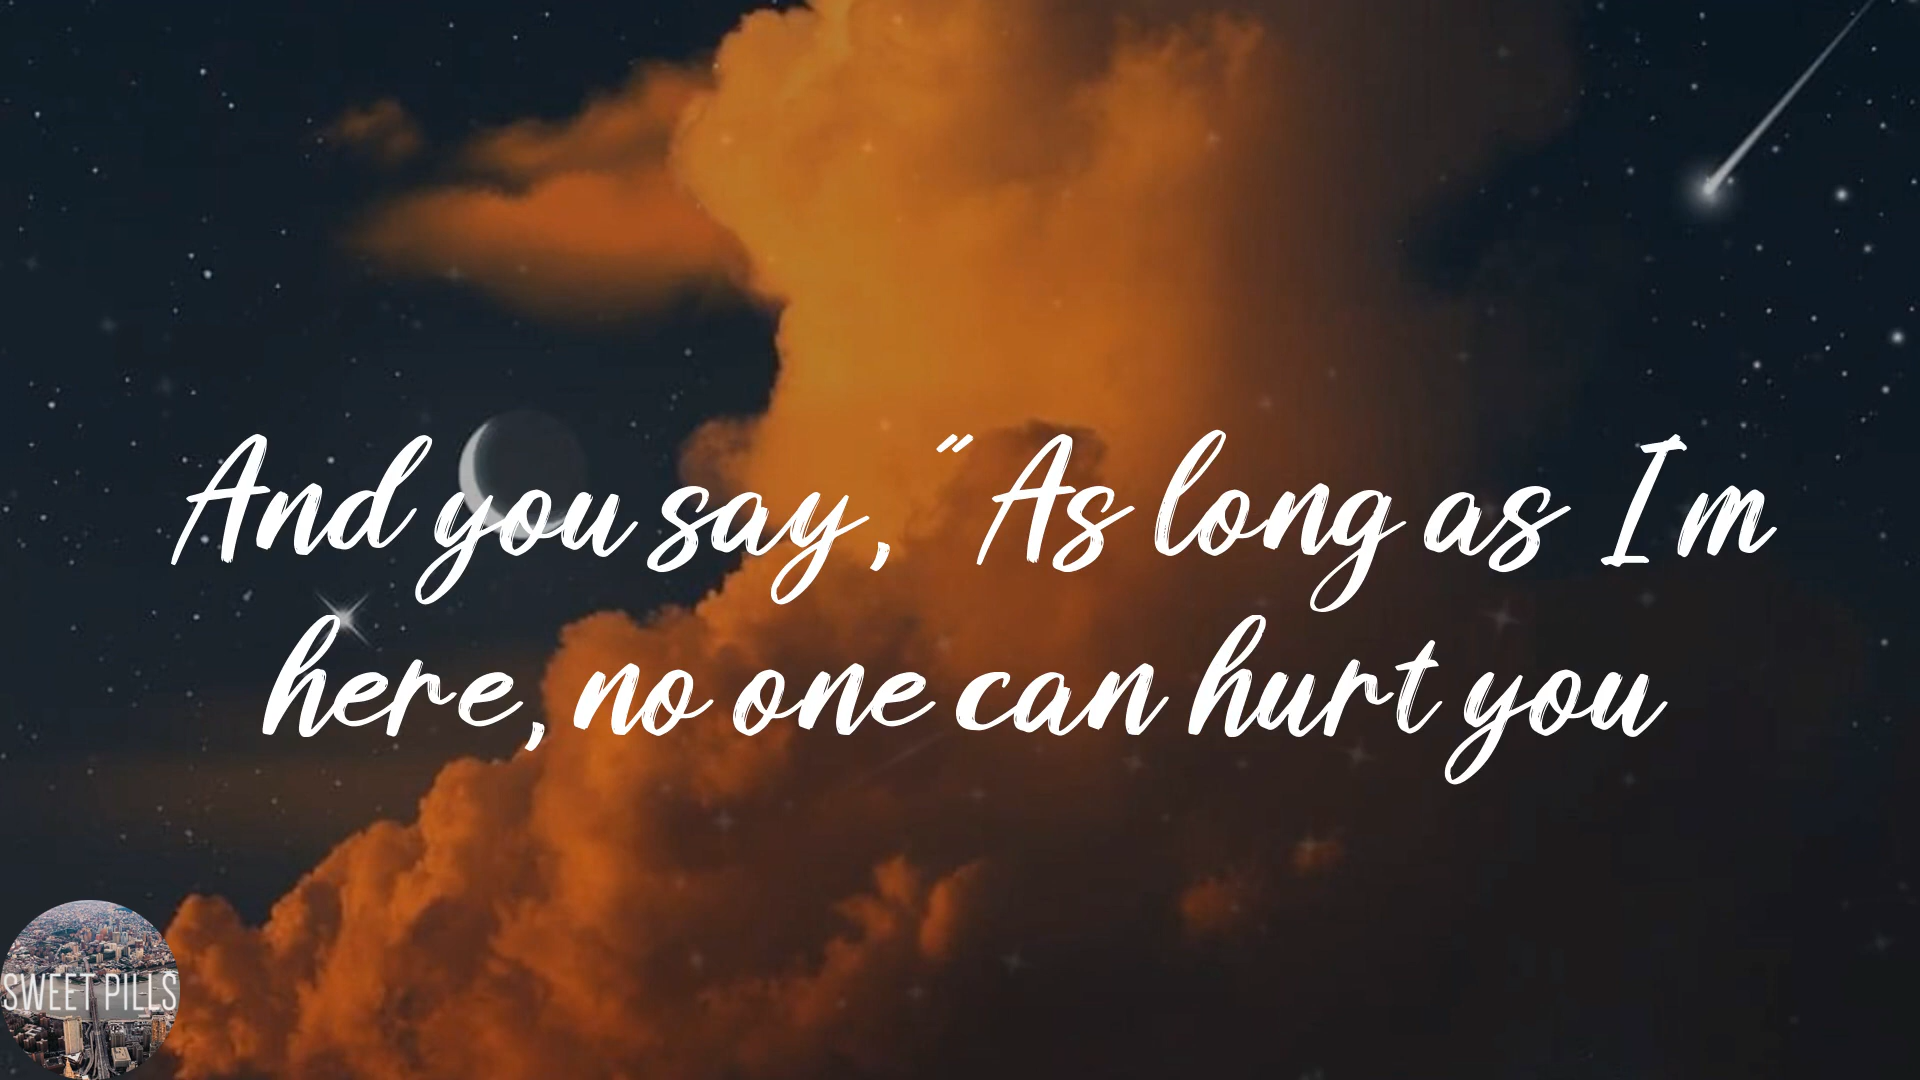 And you say, "As long as I'm
here, no one can hurt you
SWEET PILLS